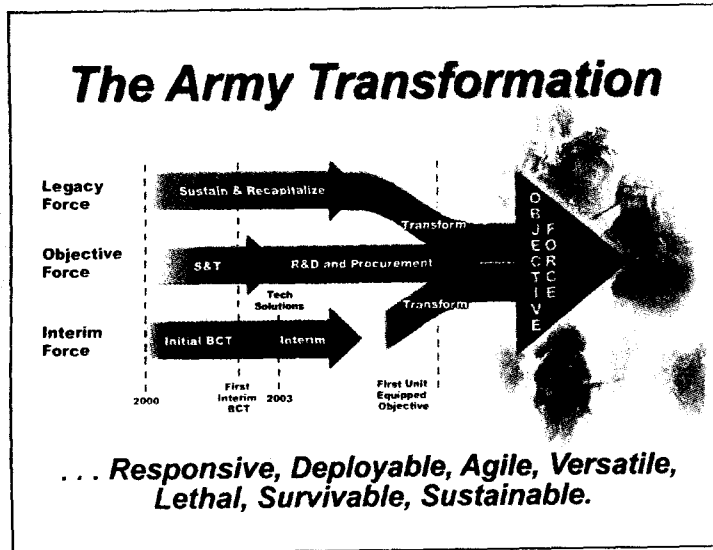 The Army Transformation
Legacy
Force
Sustain & Recapitalize
Transform
Objective
Force
S&T
R&D and Procurement
Tech
Solutions
Transform
Interim
Force
Initial BCT
Interim
OBJECTIVE
FORCE
2000
First
Interim
BCT
2003
First Unit
Equipped
Objective
. . . Responsive, Deployable, Agile, Versatile,
Lethal, Survivable, Sustainable.